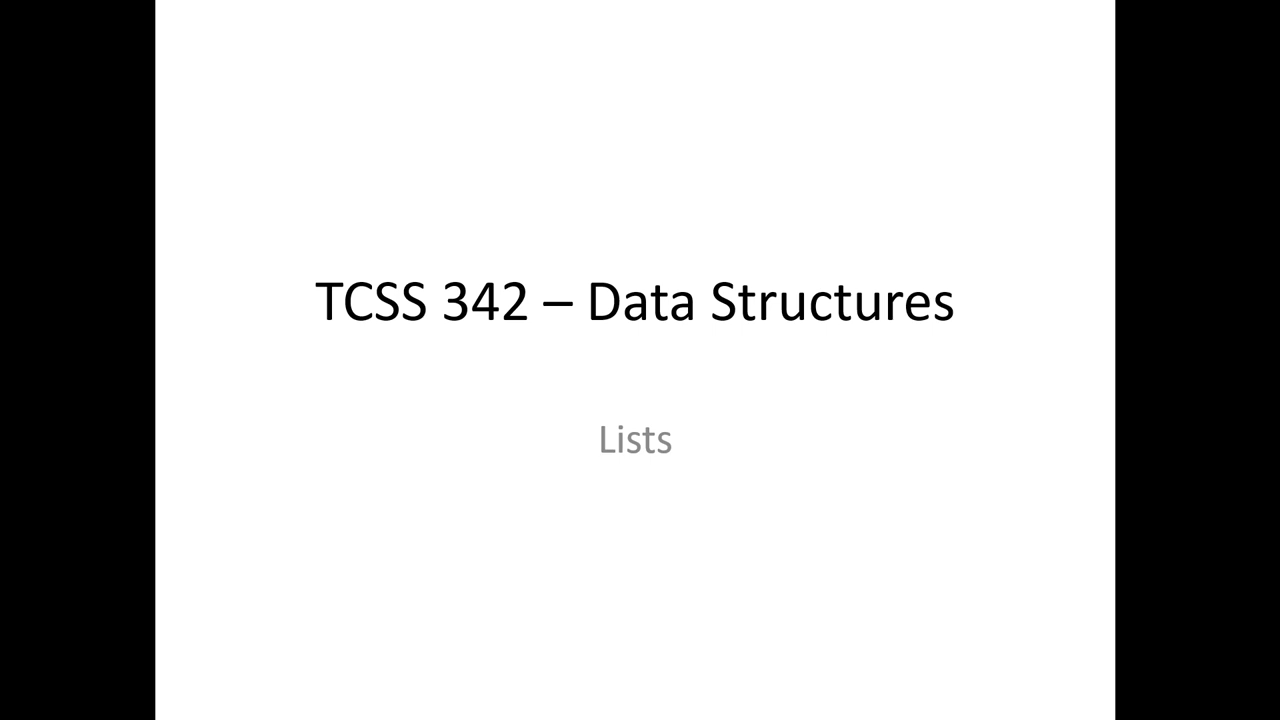 TCSS 342 – Data Structures
Lists